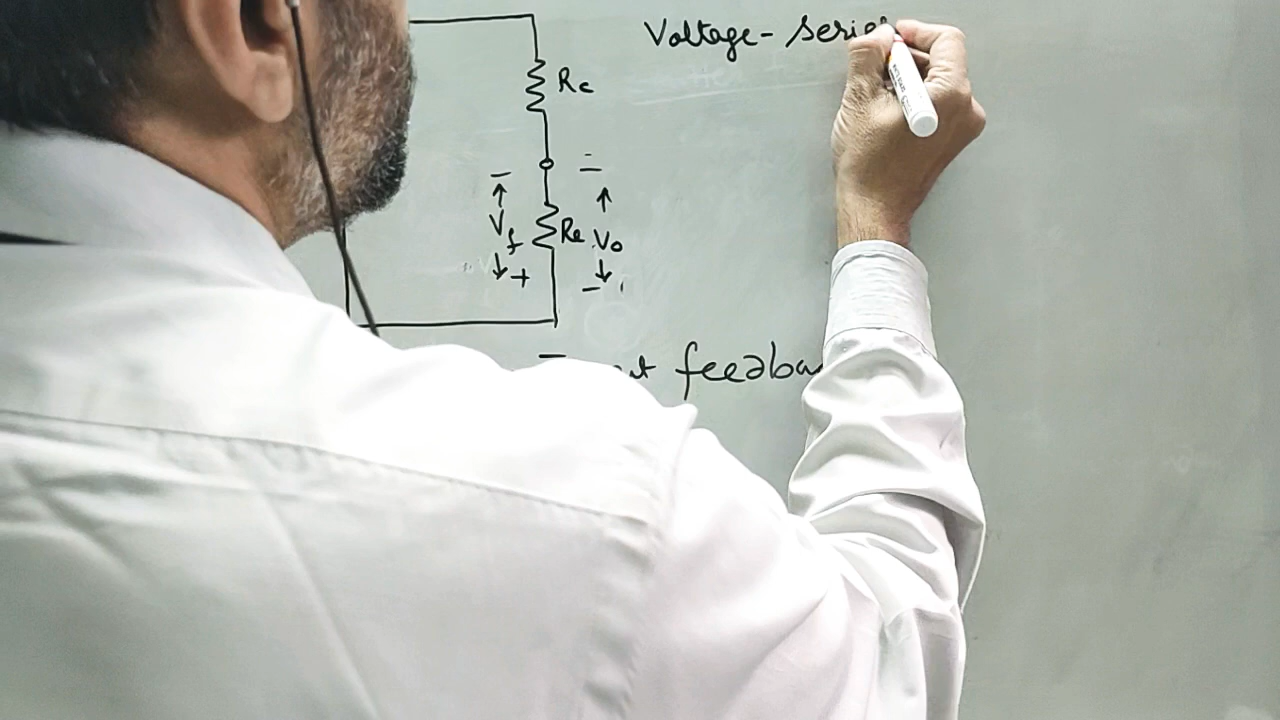 Voltage- series
Rc
Vf
Re
Vo
feedba